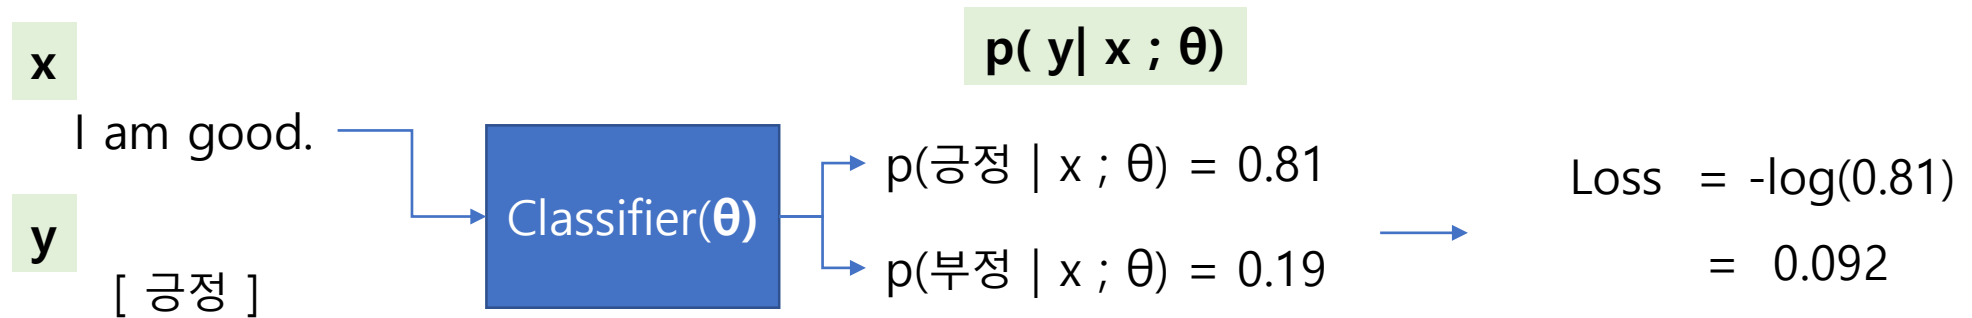 x
I am good.
y
[ 긍정 ]
Classifier(θ)
p( y| x ; θ)
p(긍정 | x ; θ) = 0.81
p(부정 | x ; θ) = 0.19
Loss = -log(0.81)
= 0.092